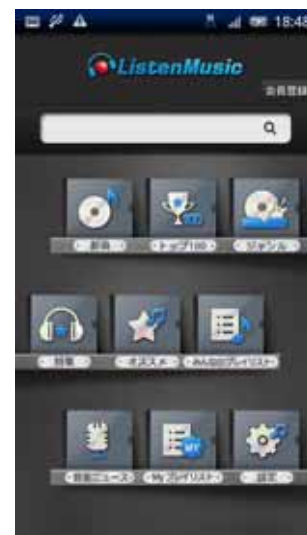 18:48
ListenMusic
会員登録
新曲 トップ100 ジャンル
特集 オススメ みんなのプレイリスト
音楽ニュース Myプレイリスト 設定